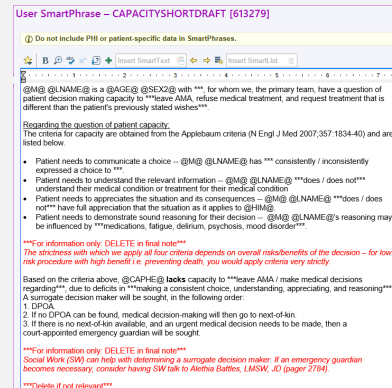 User SmartPhrase – CAPACITYSHORTDRAFT [613279]
Do not include PHI or patient-specific data in SmartPhrases.
B Insert SmartText Insert SmartList
1 2 3 4 5 6 7
@M@ @LNAME@ is a @AGE@ @SEX2@ with ***, for whom we, the primary team, have a question of
patient decision making capacity to ***leave AMA, refuse medical treatment, and request treatment that is
different than the patient's previously stated wishes***.
Regarding the question of patient capacity:
The criteria for capacity are obtained from the Applebaum criteria (N Engl J Med 2007;357:1834-40) and are
listed below.
• Patient needs to communicate a choice -- @M@ @LNAME@ has *** consistently / inconsistently
expressed a choice to ***.
• Patient needs to understand the relevant information -- @M@ @LNAME@ ***does / does not***
understand their medical condition or treatment for their medical condition
• Patient needs to appreciates the situation and its consequences -- @M@ @LNAME@ ***does / does
not*** have full appreciation that the situation as it applies to @HIM@.
• Patient needs to demonstrate sound reasoning for their decision -- @M@ @LNAME@'s reasoning may
be influenced by ***medications, fatigue, delirium, psychosis, mood disorder***
***For information only: DELETE in final note***
The strictness with which we apply all four criteria depends on overall risks/benefits of the decision – for low
risk procedure with high benefit i.e. preventing death, you would apply criteria very strictly
Based on the criteria above, @CAPHE@ lacks capacity to ***leave AMA / make medical decisions
regarding***, due to deficits in ***making a consistent choice, understanding, appreciating, and reasoning***
A surrogate decision maker will be sought, in the following order:
1. DPOA.
2. If no DPOA can be found, medical decision-making will then go to next-of-kin.
3. If there is no next-of-kin available, and an urgent medical decision needs to be made, then a
court-appointed emergency guardian will be sought.
***For information only: DELETE in final note***
Social Work (SW) can help with determining a surrogate decision maker. If an emergency guardian
becomes necessary, consider having SW talk to Alethia Battles, LMSW, JD (pager 2784).
***Delete if not relevant***